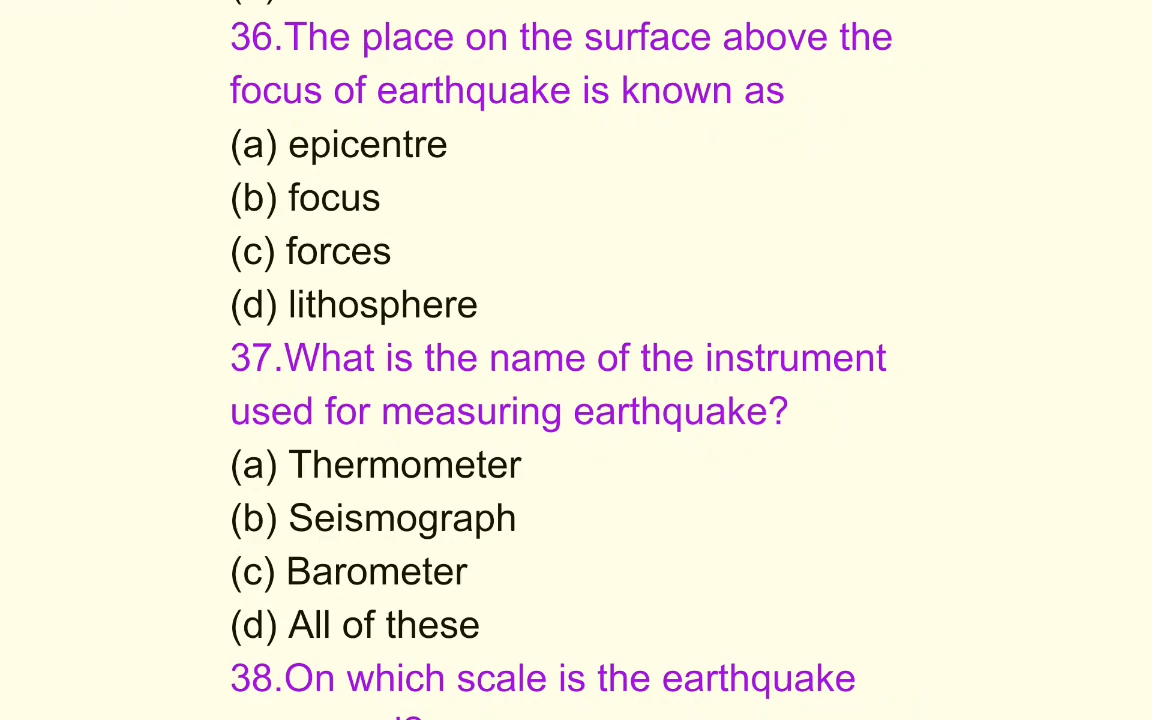 36.The place on the surface above the
focus of earthquake is known as
(a) epicentre
(b) focus
(c) forces
(d) lithosphere
37.What is the name of the instrument
used for measuring earthquake?
(a) Thermometer
(b) Seismograph
(c) Barometer
(d) All of these
38.On which scale is the earthquake